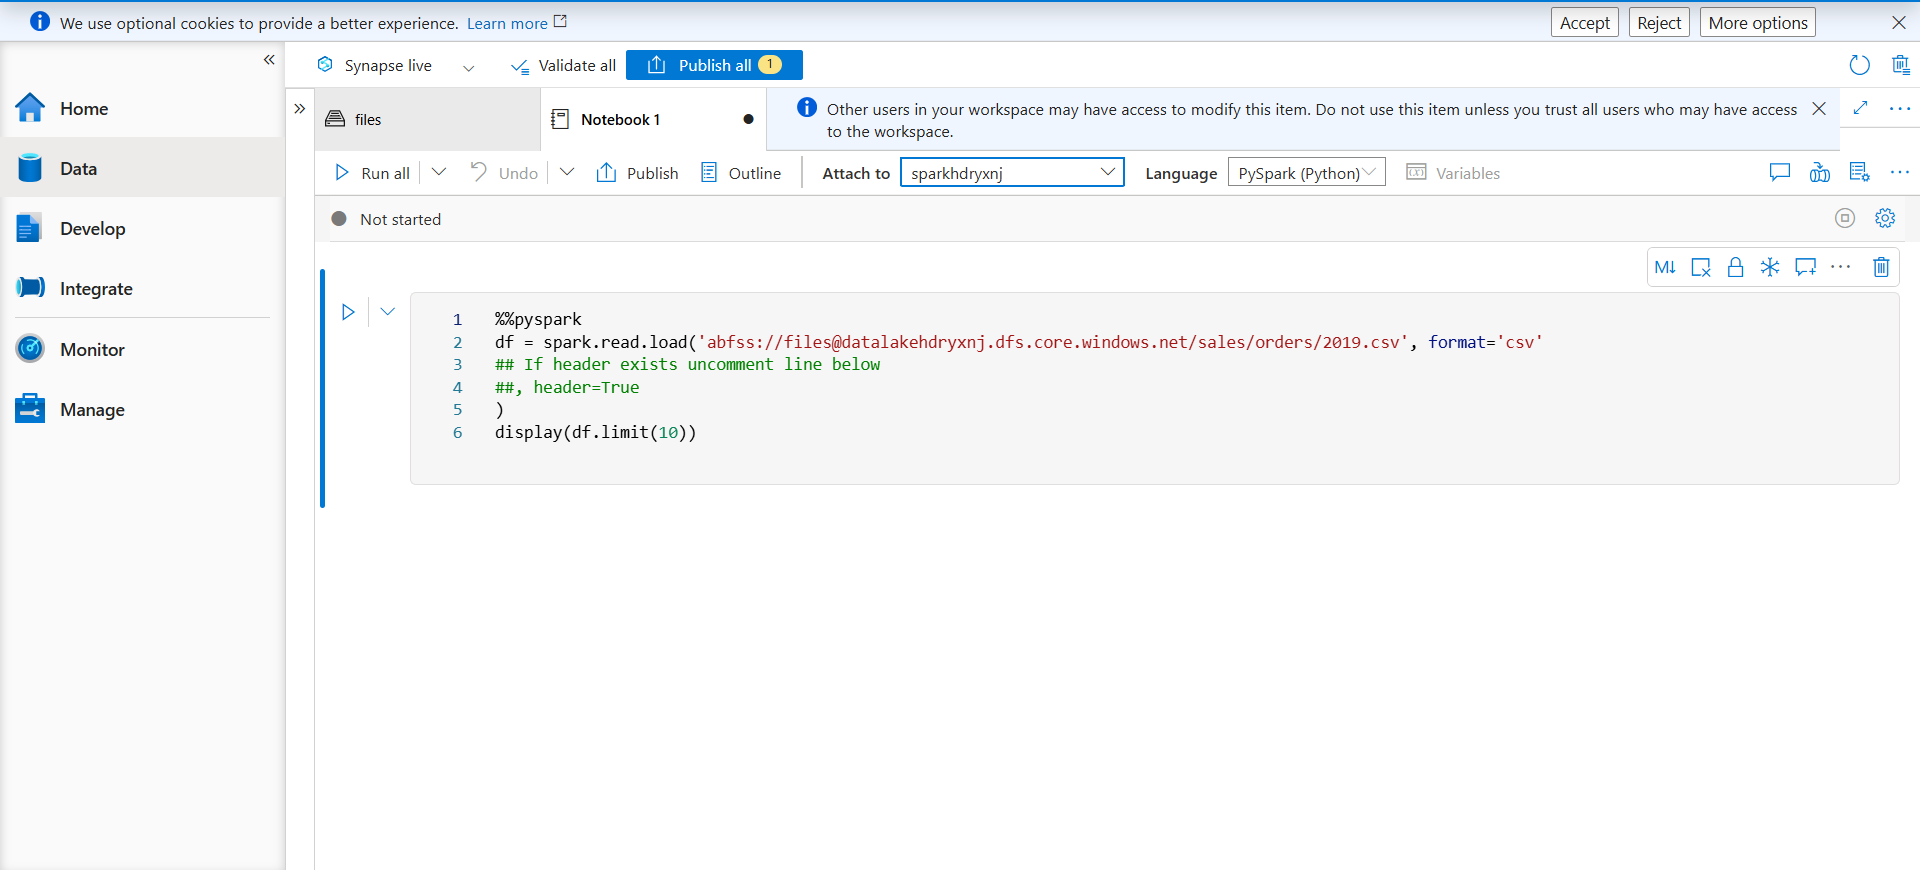 We use optional cookies to provide a better experience. Learn more
Accept
Reject
More options
Synapse live
Validate all
Publish all 1
Home
Data
Develop
Integrate
Monitor
Manage
files
Notebook 1
Other users in your workspace may have access to modify this item. Do not use this item unless you trust all users who may have access
to the workspace.
Run all
Undo
Publish
Outline
Attach to
sparkhdryxnj
Language
PySpark (Python)
Variables
Not started
M↓
1 %%pyspark
2 df = spark.read.load('abfss://files@datalakehdryxnj.dfs.core.windows.net/sales/orders/2019.csv', format='csv'
3 ## If header exists uncomment line below
4 ##, header=True
5 )
6 display(df.limit(10))